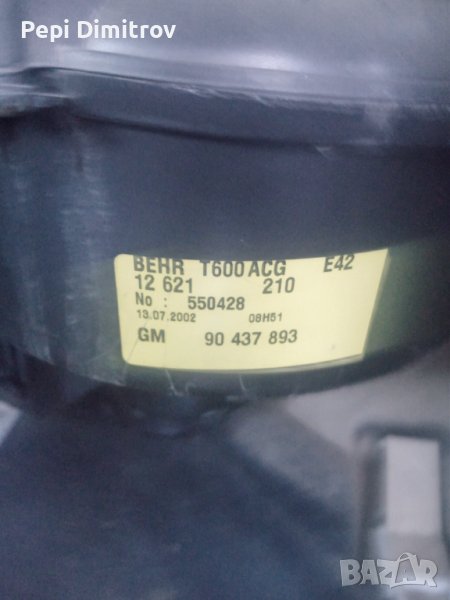 Pepi Dimitrov
BEHR T600 ACG E42
12 621 210
No : 550428
13.07.2002 08H51
GM 90 437 893
BAZAR